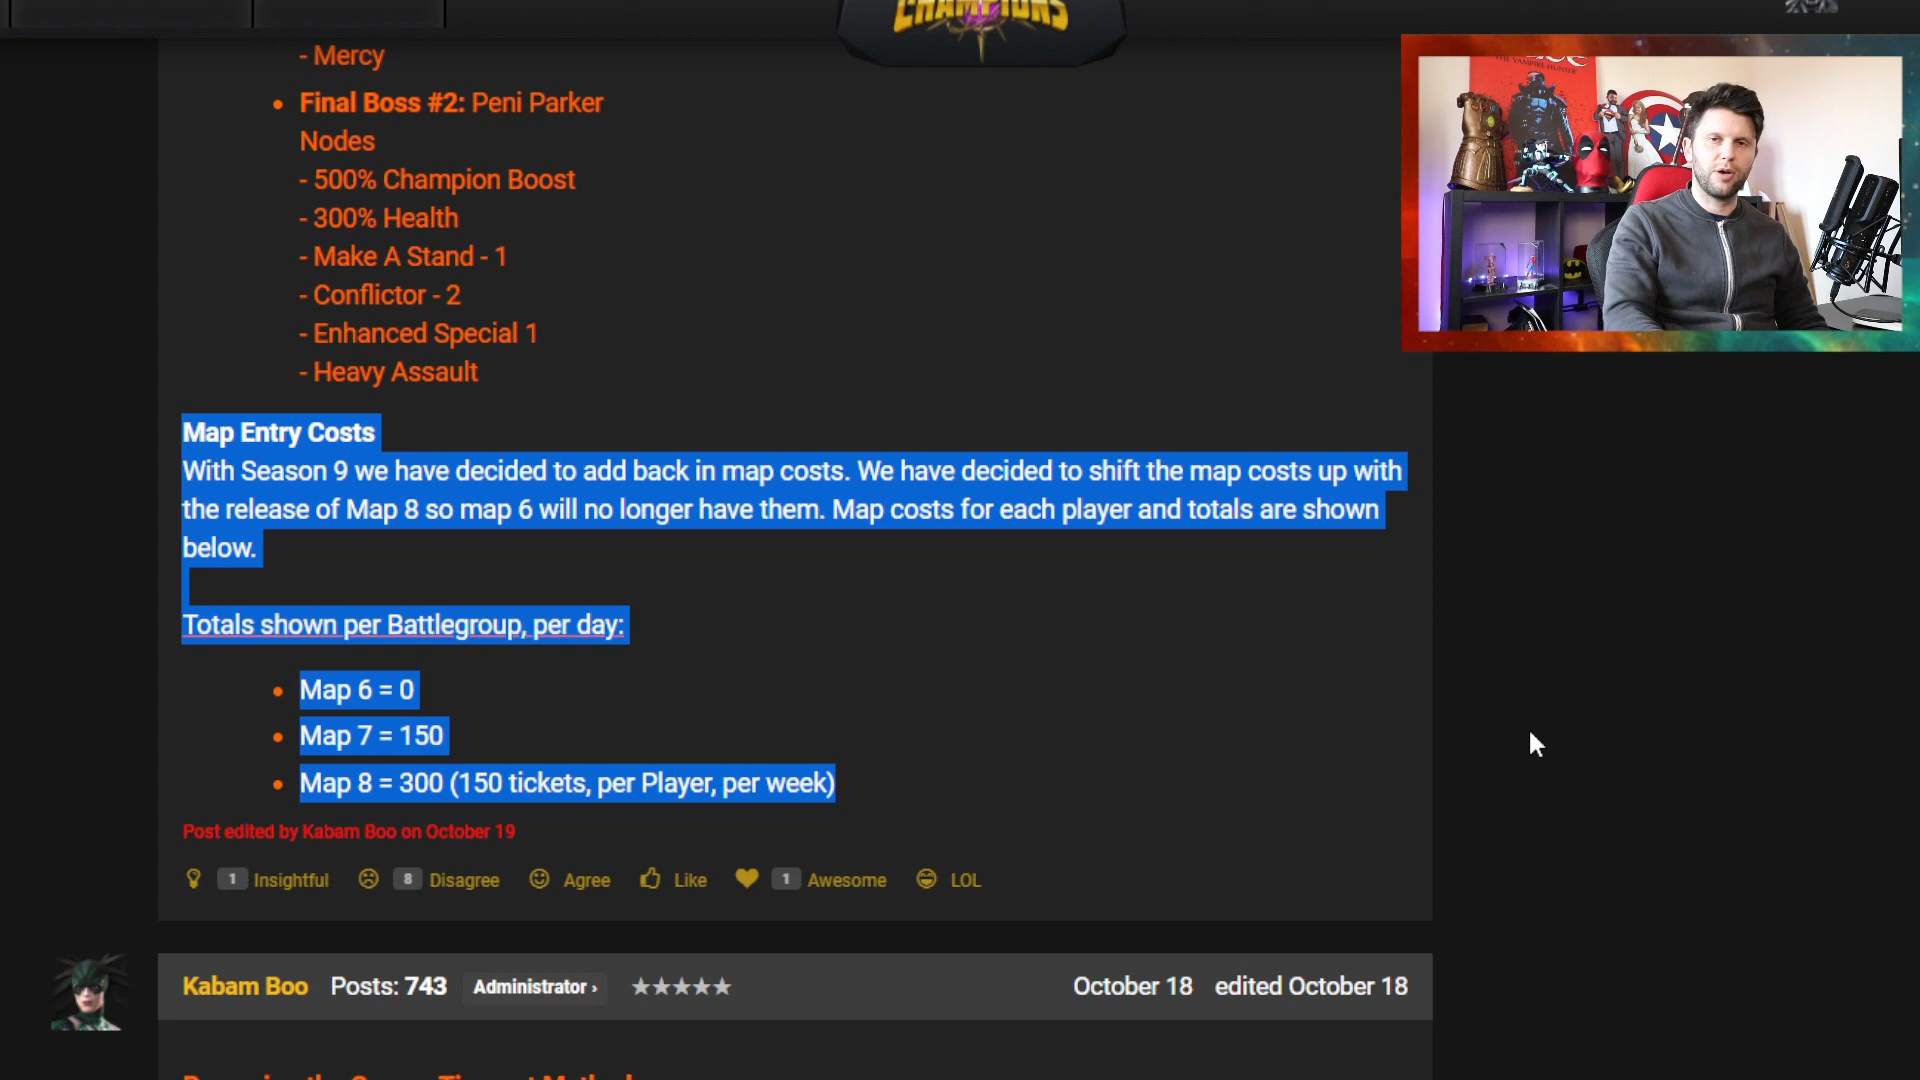 CHAMPIONS
- Mercy
Final Boss #2: Peni Parker
Nodes
- 500% Champion Boost
- 300% Health
- Make A Stand - 1
- Conflictor - 2
- Enhanced Special 1
- Heavy Assault
Map Entry Costs
With Season 9 we have decided to add back in map costs. We have decided to shift the map costs up with
the release of Map 8 so map 6 will no longer have them. Map costs for each player and totals are shown
below.
Totals shown per Battlegroup, per day:
Map 6 = 0
Map 7 = 150
Map 8 = 300 (150 tickets, per Player, per week)
Post edited by Kabam Boo on October 19
1 Insightful 8 Disagree Agree Like 1 Awesome LOL
Kabam Boo Posts: 743 Administrator › ★★★★★ October 18 edited October 18
THE VAMPIRE HUNTER